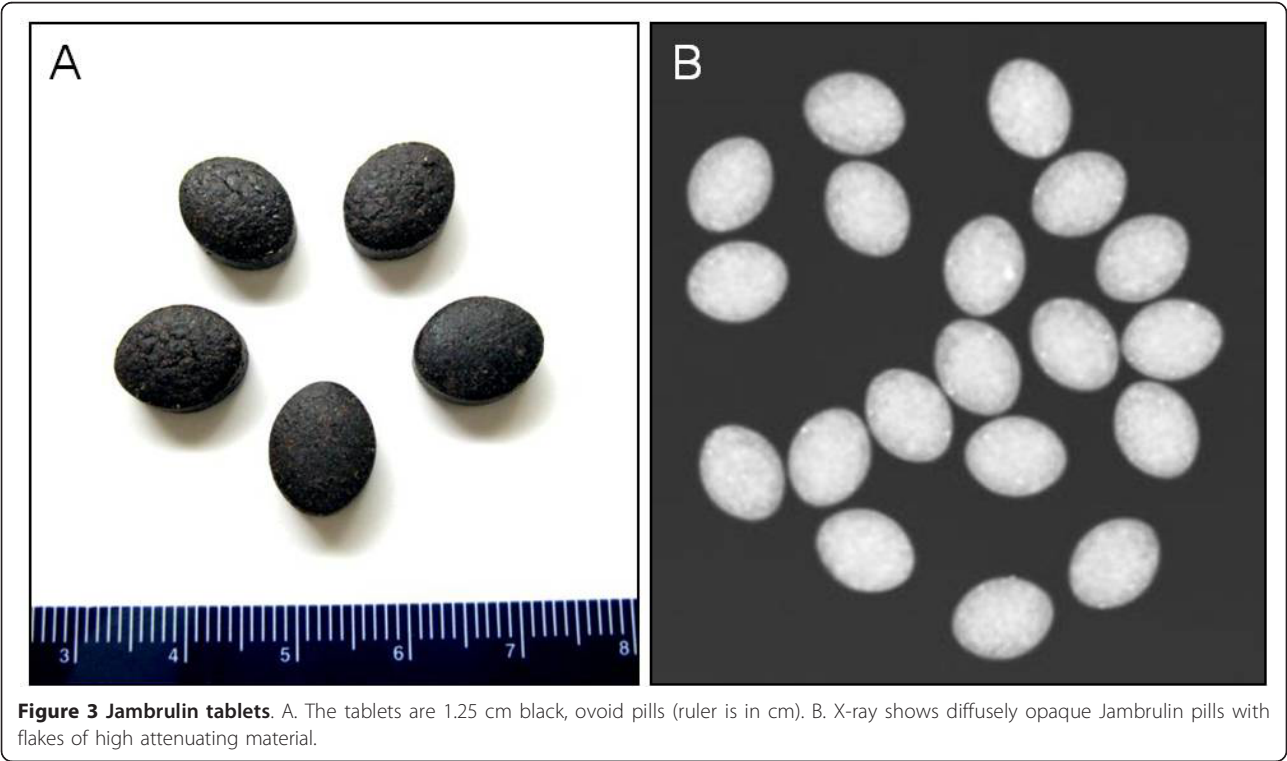 A
B
3 4 5 6 7 8
Figure 3 Jambrulin tablets. A. The tablets are 1.25 cm black, ovoid pills (ruler is in cm). B. X-ray shows diffusely opaque Jambrulin pills with
flakes of high attenuating material.